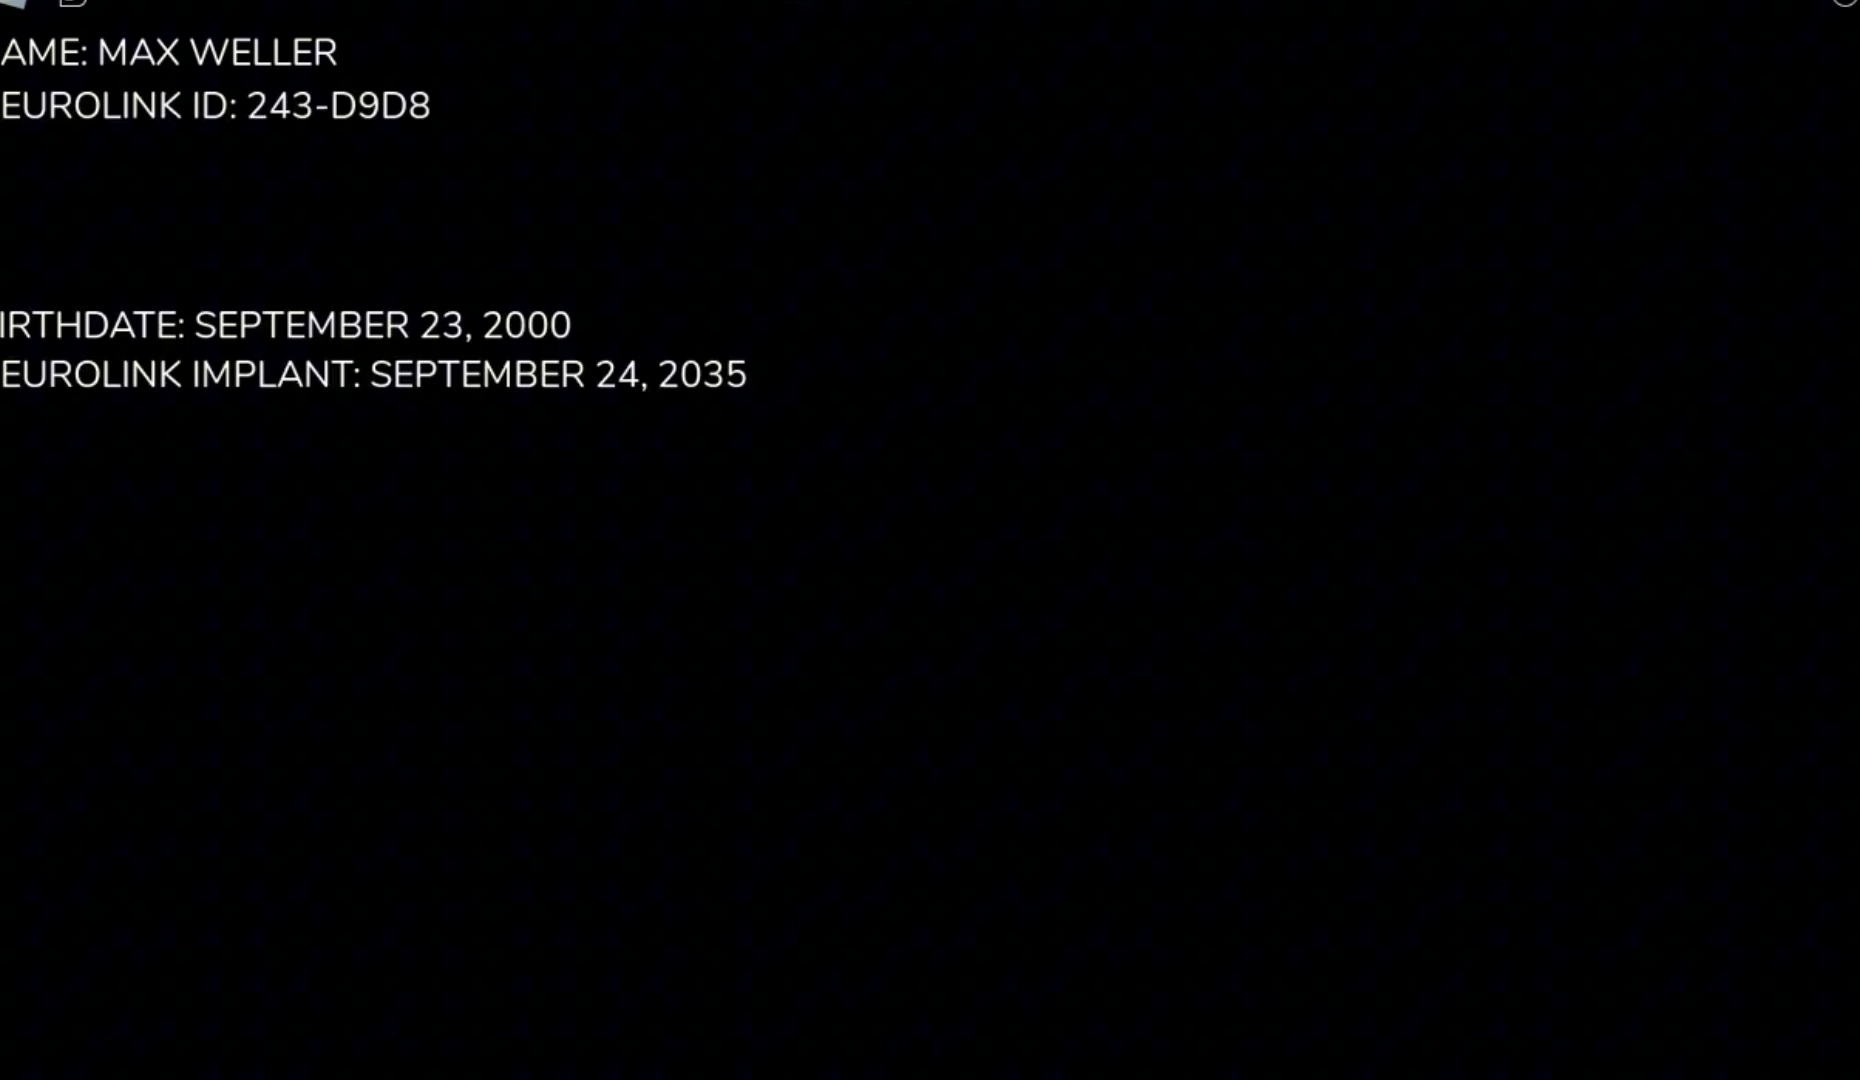 AME: MAX WELLER
EUROLINK ID: 243-D9D8
IRTHDATE: SEPTEMBER 23, 2000
EUROLINK IMPLANT: SEPTEMBER 24, 2035